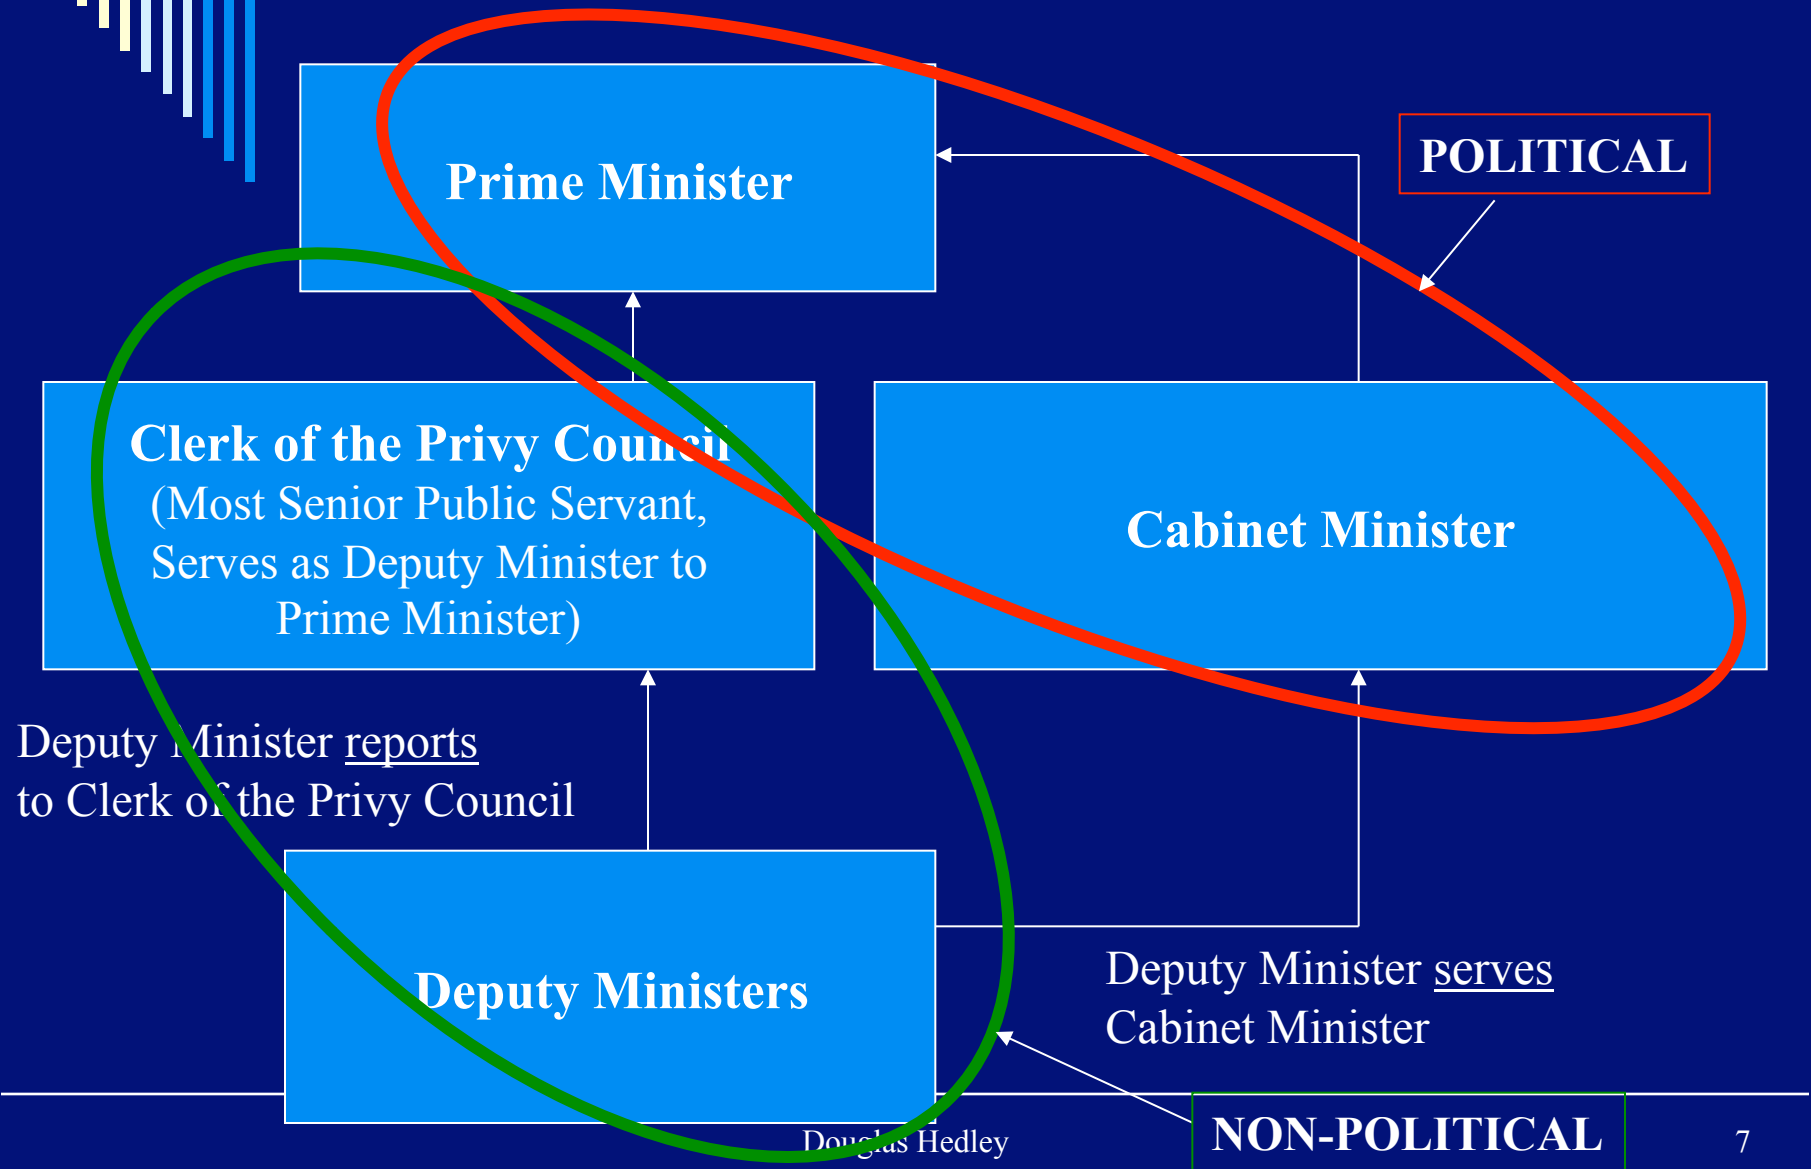 Prime Minister
POLITICAL
Clerk of the Privy Council
(Most Senior Public Servant,
Serves as Deputy Minister to
Prime Minister)
Cabinet Minister
Deputy Minister reports
to Clerk of the Privy Council
Deputy Ministers
Deputy Minister serves
Cabinet Minister
NON-POLITICAL
Douglas Hedley
7